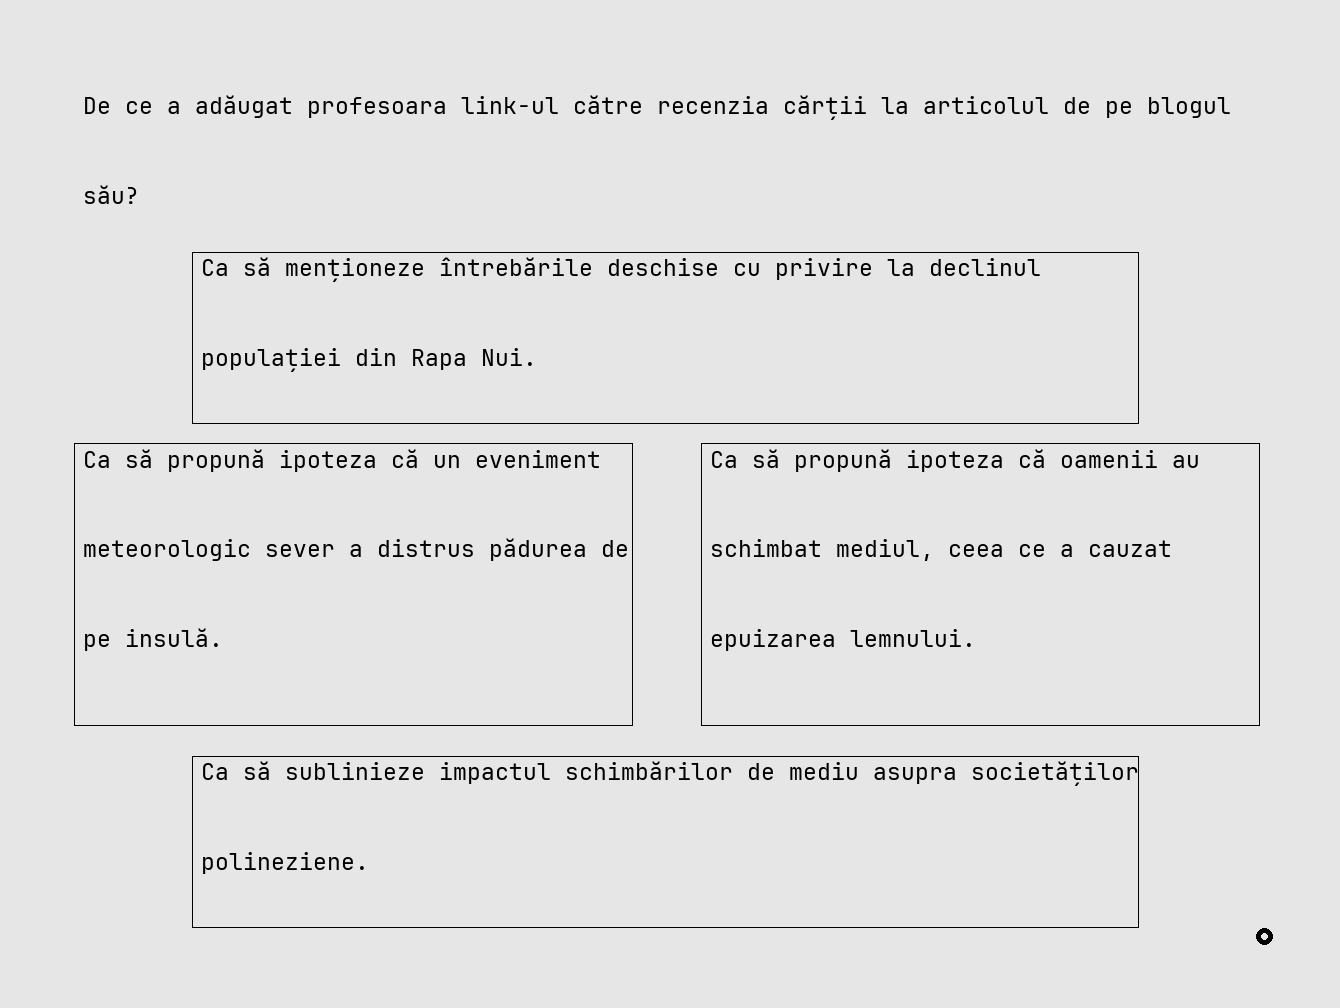 De ce a adăugat profesoara link-ul către recenzia cărții la articolul de pe blogul
său?
Ca să menționeze întrebările deschise cu privire la declinul
populației din Rapa Nui.
Ca să propună ipoteza că un eveniment
meteorologic sever a distrus pădurea de
pe insulă.
Ca să propună ipoteza că oamenii au
schimbat mediul, ceea ce a cauzat
epuizarea lemnului.
Ca să sublinieze impactul schimbărilor de mediu asupra societăților
polineziene.